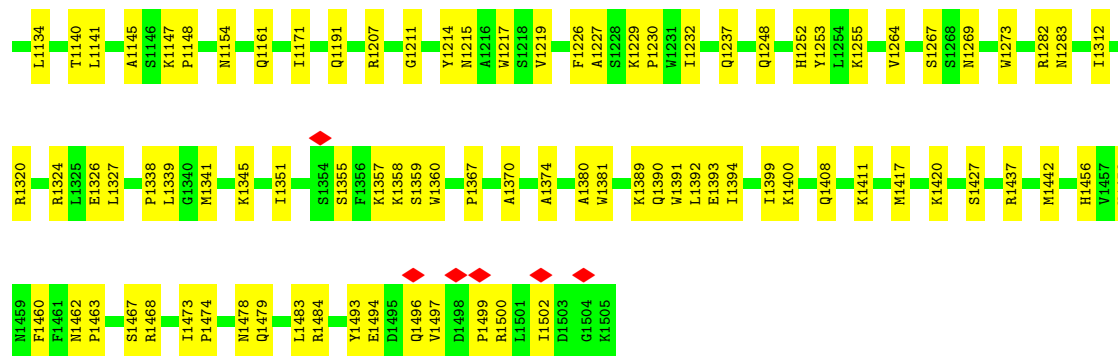 L1134 T1140 L1141 A1145 S1146 K1147 P1148 N1154 Q1161 I1171 Q1191 R1207 G1211 Y1214 N1215 A1216 W1217 S1218 V1219 F1226 A1227 S1228 K1229 P1230 W1231 I1232 Q1237 Q1248 H1252 Y1253 L1254 K1255 V1264 S1267 S1268 N1269 W1273 R1282 N1283 I1312
R1320 R1324 L1325 E1326 L1327 P1338 L1339 G1340 M1341 K1345 I1351 S1354 S1355 F1356 K1357 K1358 S1359 W1360 P1367 A1370 A1374 A1380 W1381 K1389 Q1390 W1391 L1392 E1393 I1394 I1399 K1400 Q1408 K1411 M1417 K1420 S1427 R1437 M1442 H1456 V1457
N1459 F1460 F1461 N1462 P1463 S1467 R1468 I1473 P1474 N1478 Q1479 L1483 R1484 Y1493 E1494 D1495 Q1496 V1497 D1498 P1499 R1500 L1501 I1502 D1503 G1504 K1505